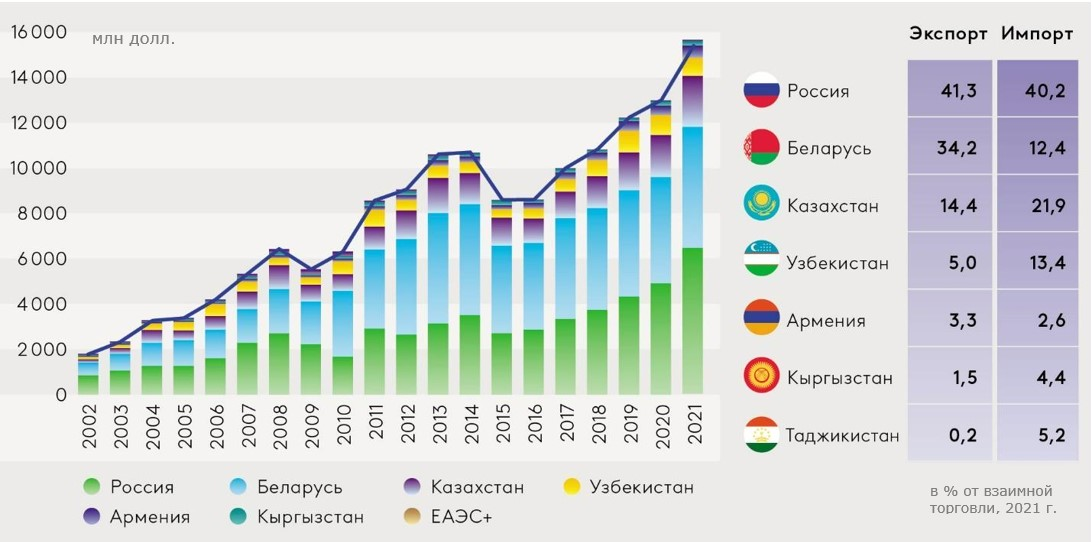 млн долл.
16 000
14 000
12 000
10 000
8 000
6 000
4 000
2 000
0
2002 2003 2004 2005 2006 2007 2008 2009 2010 2011 2012 2013 2014 2015 2016 2017 2018 2019 2020 2021
Россия Беларусь Казахстан Узбекистан
Армения Кыргызстан ЕАЭС+
Экспорт Импорт
Россия 41,3 40,2
Беларусь 34,2 12,4
Казахстан 14,4 21,9
Узбекистан 5,0 13,4
Армения 3,3 2,6
Кыргызстан 1,5 4,4
Таджикистан 0,2 5,2
в % от взаимной
торговли, 2021 г.